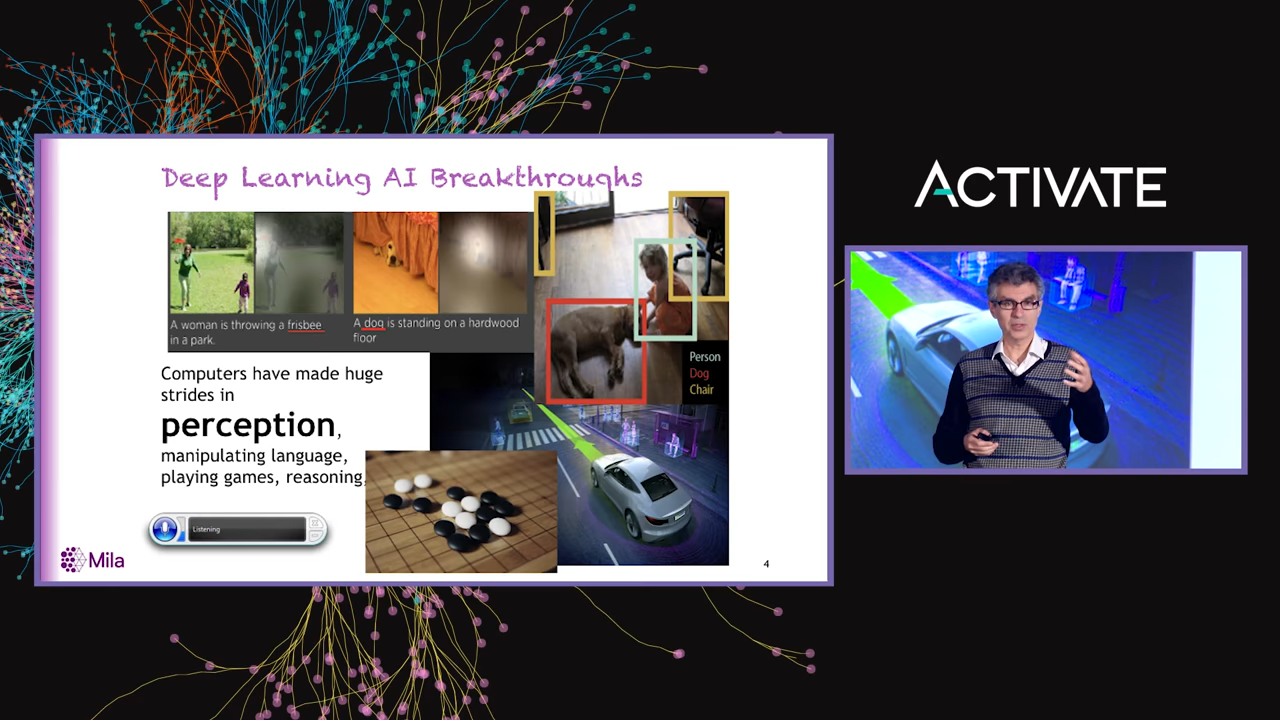 Deep Learning AI Breakthroughs
A woman is throwing a frisbee
in a park.
A dog is standing on a hardwood
floor
Person
Dog
Chair
Computers have made huge
strides in
perception,
manipulating language,
playing games, reasoning,
Listening
Mila
4
ACTIVATE